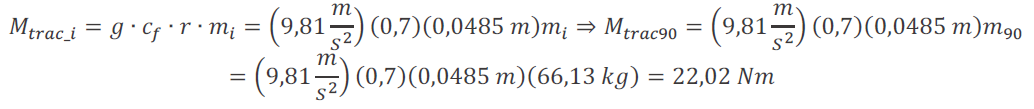 M_trac_i = g · c_f · r · m_i = (9,81 m/s²) (0,7)(0,0485 m)m_i ⇒ M_trac90 = (9,81 m/s²) (0,7)(0,0485 m)m_90
= (9,81 m/s²) (0,7)(0,0485 m)(66,13 kg) = 22,02 Nm